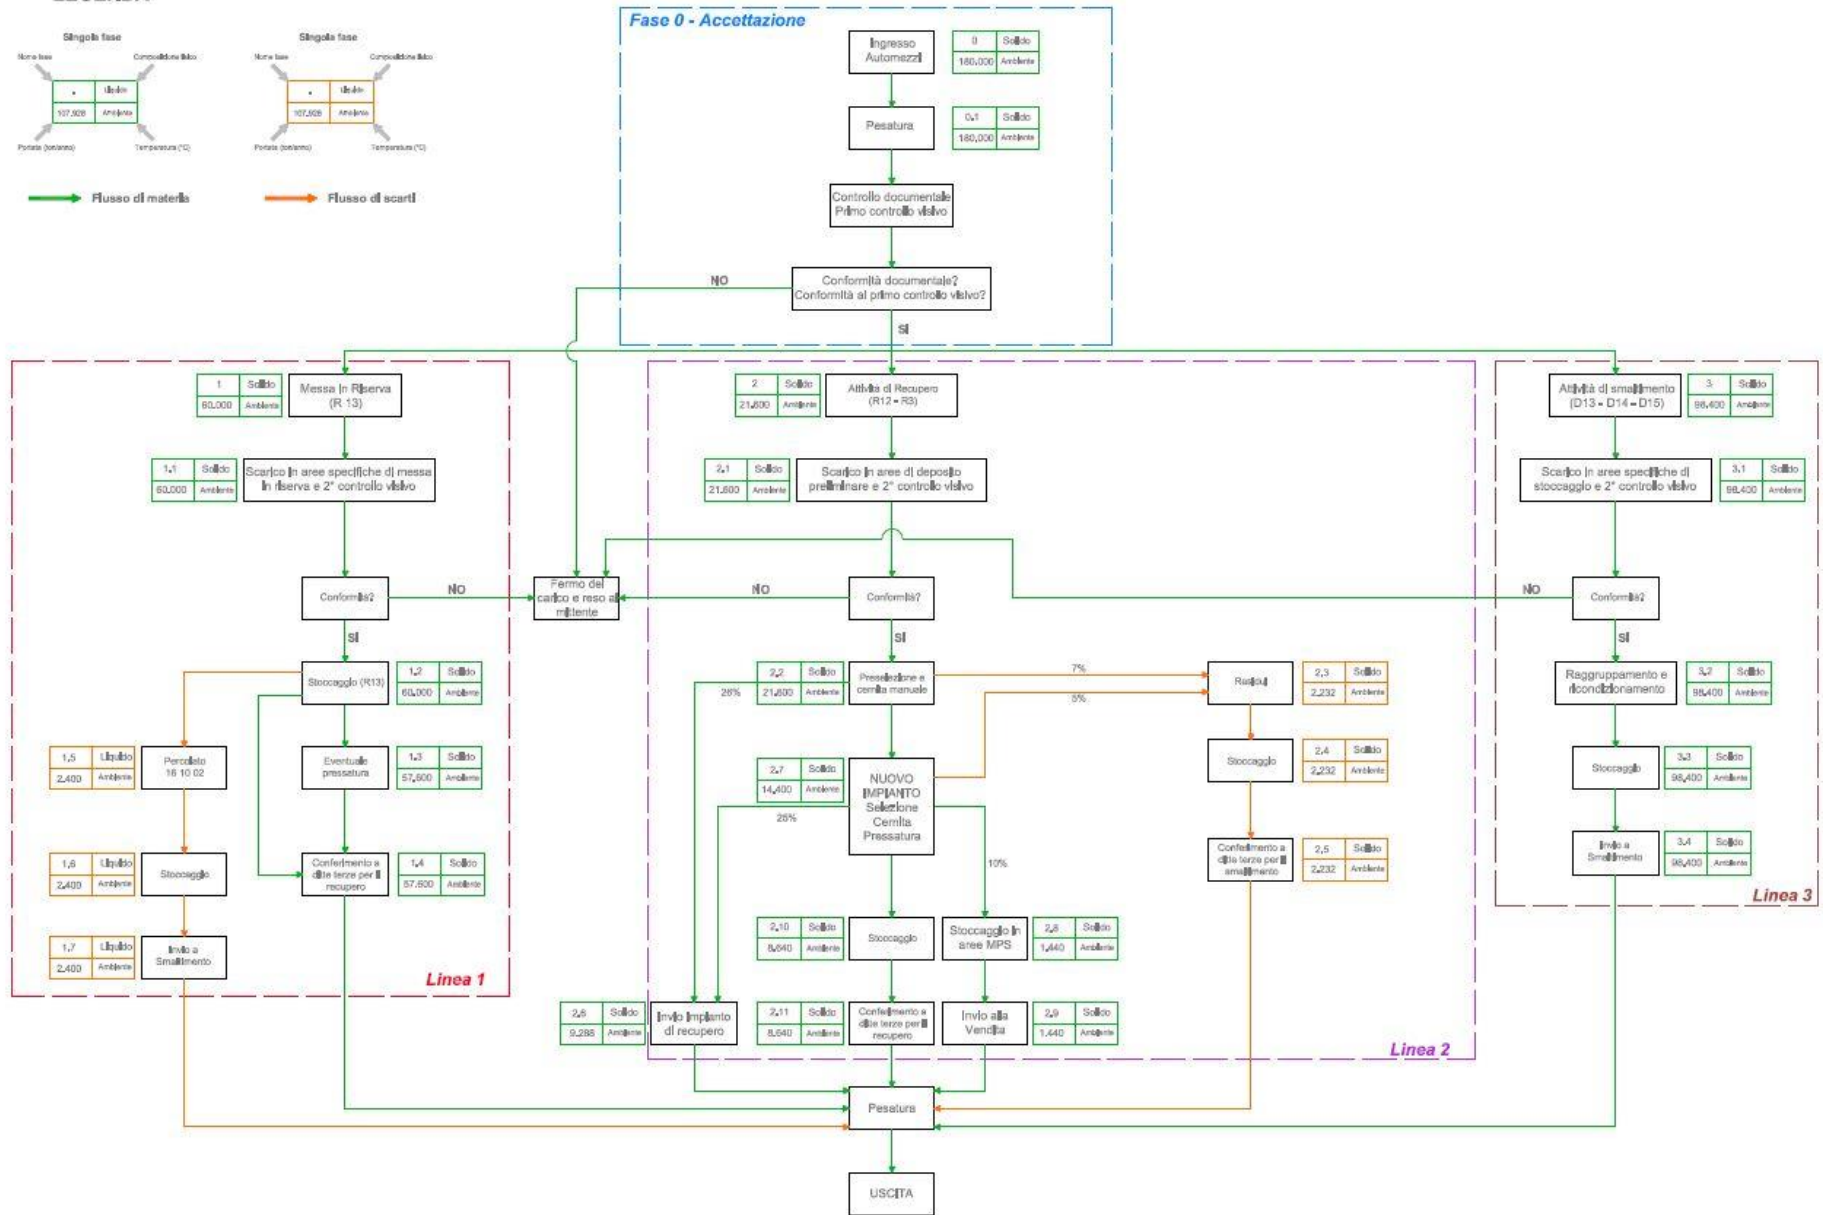 Singola fase
Nome fase
Composizione fisica
Liquido
107.928
Ambiente
Portata (ton/anno)
Temperatura (°C)
Singola fase
Nome fase
Composizione fisica
Liquido
107.928
Ambiente
Portata (ton/anno)
Temperatura (°C)
Flusso di materia
Flusso di scarti
Fase 0 - Accettazione
Ingresso
Automezzi
0 Solido
180.000 Ambiente
Pesatura
0.1 Solido
180.000 Ambiente
Controllo documentale
Primo controllo visivo
Conformità documentale?
Conformità al primo controllo visivo?
NO
SI
1 Solido
60.000 Ambiente
Messa in Riserva
(R 13)
1.1 Solido
60.000 Ambiente
Scarico in aree specifiche di messa
in riserva e 2° controllo visivo
Conformità?
NO
SI
Stoccaggio (R13)
1.2 Solido
60.000 Ambiente
1.5 Liquido
2.400 Ambiente
Percolato
16 10 02
Eventuale
pressatura
1.3 Solido
57.600 Ambiente
1.6 Liquido
2.400 Ambiente
Stoccaggio
Conferimento a
ditte terze per il
recupero
1.4 Solido
57.600 Ambiente
1.7 Liquido
2.400 Ambiente
Invio a
Smaltimento
Linea 1
Fermo del
carico e reso al
mittente
2 Solido
21.600 Ambiente
Attività di Recupero
(R12 - R3)
2.1 Solido
21.600 Ambiente
Scarico in aree di deposito
preliminare e 2° controllo visivo
NO
Conformità?
SI
2.2 Solido
21.600 Ambiente
Preselezione e
cernita manuale
26%
7%
5%
Residui
2.3 Solido
2.232 Ambiente
2.7 Solido
14.400 Ambiente
NUOVO
IMPIANTO
Selezione
Cernita
Pressatura
25%
10%
Stoccaggio
2.4 Solido
2.232 Ambiente
Conferimento a
ditte terze per il
smaltimento
2.5 Solido
2.232 Ambiente
2.10 Solido
8.640 Ambiente
Stoccaggio
Stoccaggio in
aree MPS
2.8 Solido
1.440 Ambiente
2.6 Solido
9.288 Ambiente
Invio impianto
di recupero
2.11 Solido
8.640 Ambiente
Conferimento a
ditte terze per il
recupero
Invio alla
Vendita
2.9 Solido
1.440 Ambiente
Linea 2
Attività di smaltimento
(D13 - D14 - D15)
3 Solido
98.400 Ambiente
Scarico in aree specifiche di
stoccaggio e 2° controllo visivo
3.1 Solido
98.400 Ambiente
NO
Conformità?
SI
Raggruppamento e
ricondizionamento
3.2 Solido
98.400 Ambiente
Stoccaggio
3.3 Solido
98.400 Ambiente
Invio a
Smaltimento
3.4 Solido
98.400 Ambiente
Linea 3
Pesatura
USCITA